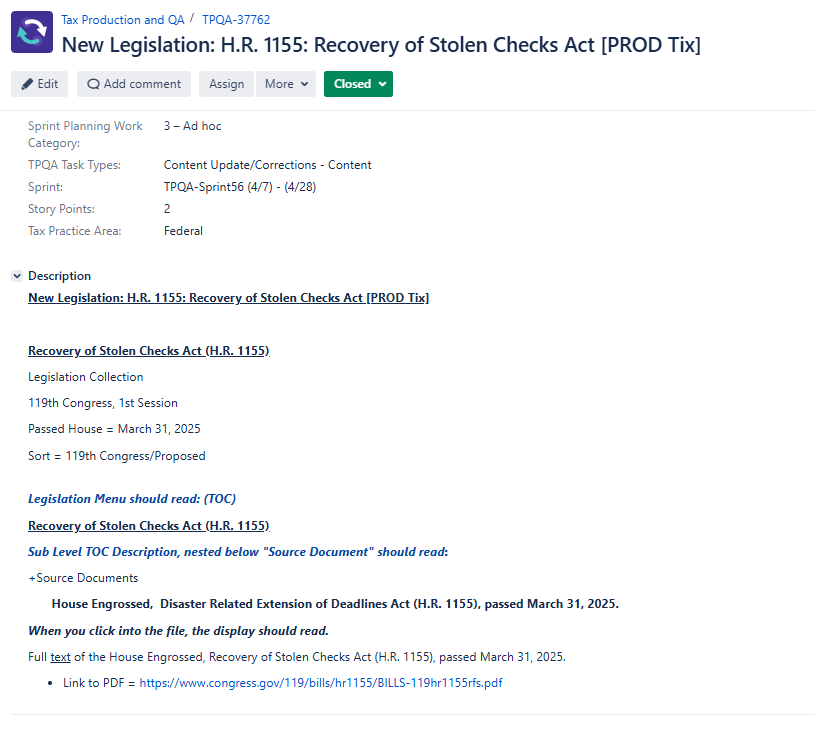 Tax Production and QA / TPQA-37762
New Legislation: H.R. 1155: Recovery of Stolen Checks Act [PROD Tix]
Edit Add comment Assign More Closed
Sprint Planning Work Category: 3 – Ad hoc
TPQA Task Types: Content Update/Corrections - Content
Sprint: TPQA-Sprint56 (4/7) - (4/28)
Story Points: 2
Tax Practice Area: Federal
Description
New Legislation: H.R. 1155: Recovery of Stolen Checks Act [PROD Tix]
Recovery of Stolen Checks Act (H.R. 1155)
Legislation Collection
119th Congress, 1st Session
Passed House = March 31, 2025
Sort = 119th Congress/Proposed
Legislation Menu should read: (TOC)
Recovery of Stolen Checks Act (H.R. 1155)
Sub Level TOC Description, nested below "Source Document" should read:
+Source Documents
House Engrossed, Disaster Related Extension of Deadlines Act (H.R. 1155), passed March 31, 2025.
When you click into the file, the display should read.
Full text of the House Engrossed, Recovery of Stolen Checks Act (H.R. 1155), passed March 31, 2025.
• Link to PDF = https://www.congress.gov/119/bills/hr1155/BILLS-119hr1155rfs.pdf